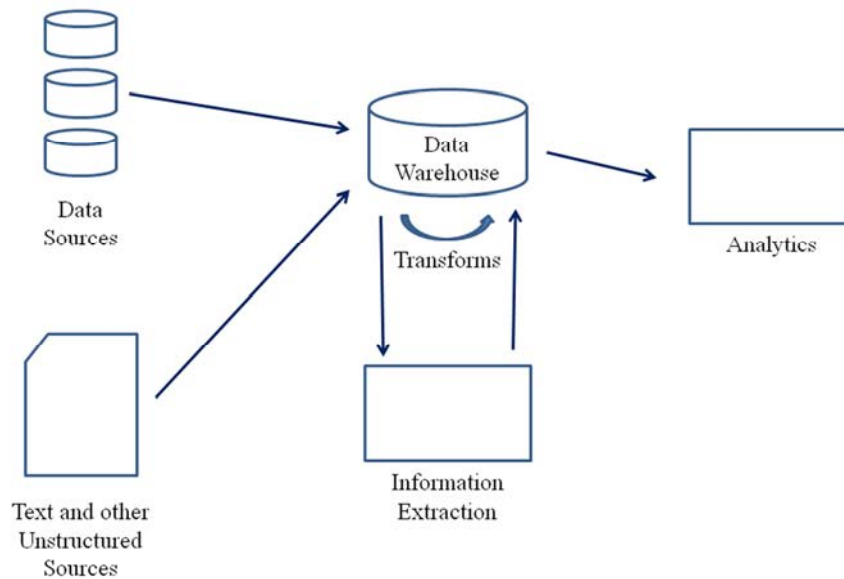 Data
Sources
Data
Warehouse
Transforms
Analytics
Text and other
Unstructured
Sources
Information
Extraction